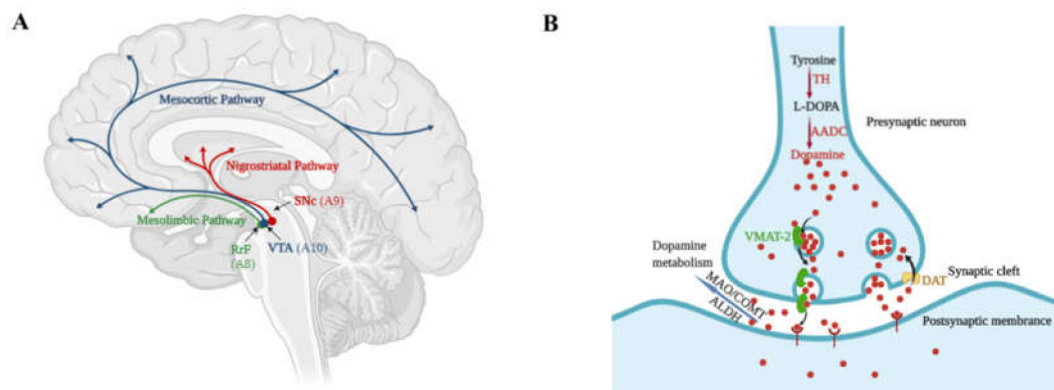 A
Mesocortic Pathway
Nigrostriatal Pathway
SNc (A9)
Mesolimbic Pathway
RrF
(A8)
VTA (A10)
B
Tyrosine
TH
L-DOPA
AADC
Dopamine
Presynaptic neuron
VMAT-2
Dopamine
metabolism
MAO/COMT
ALDH
DAT
Synaptic cleft
Postsynaptic membrance